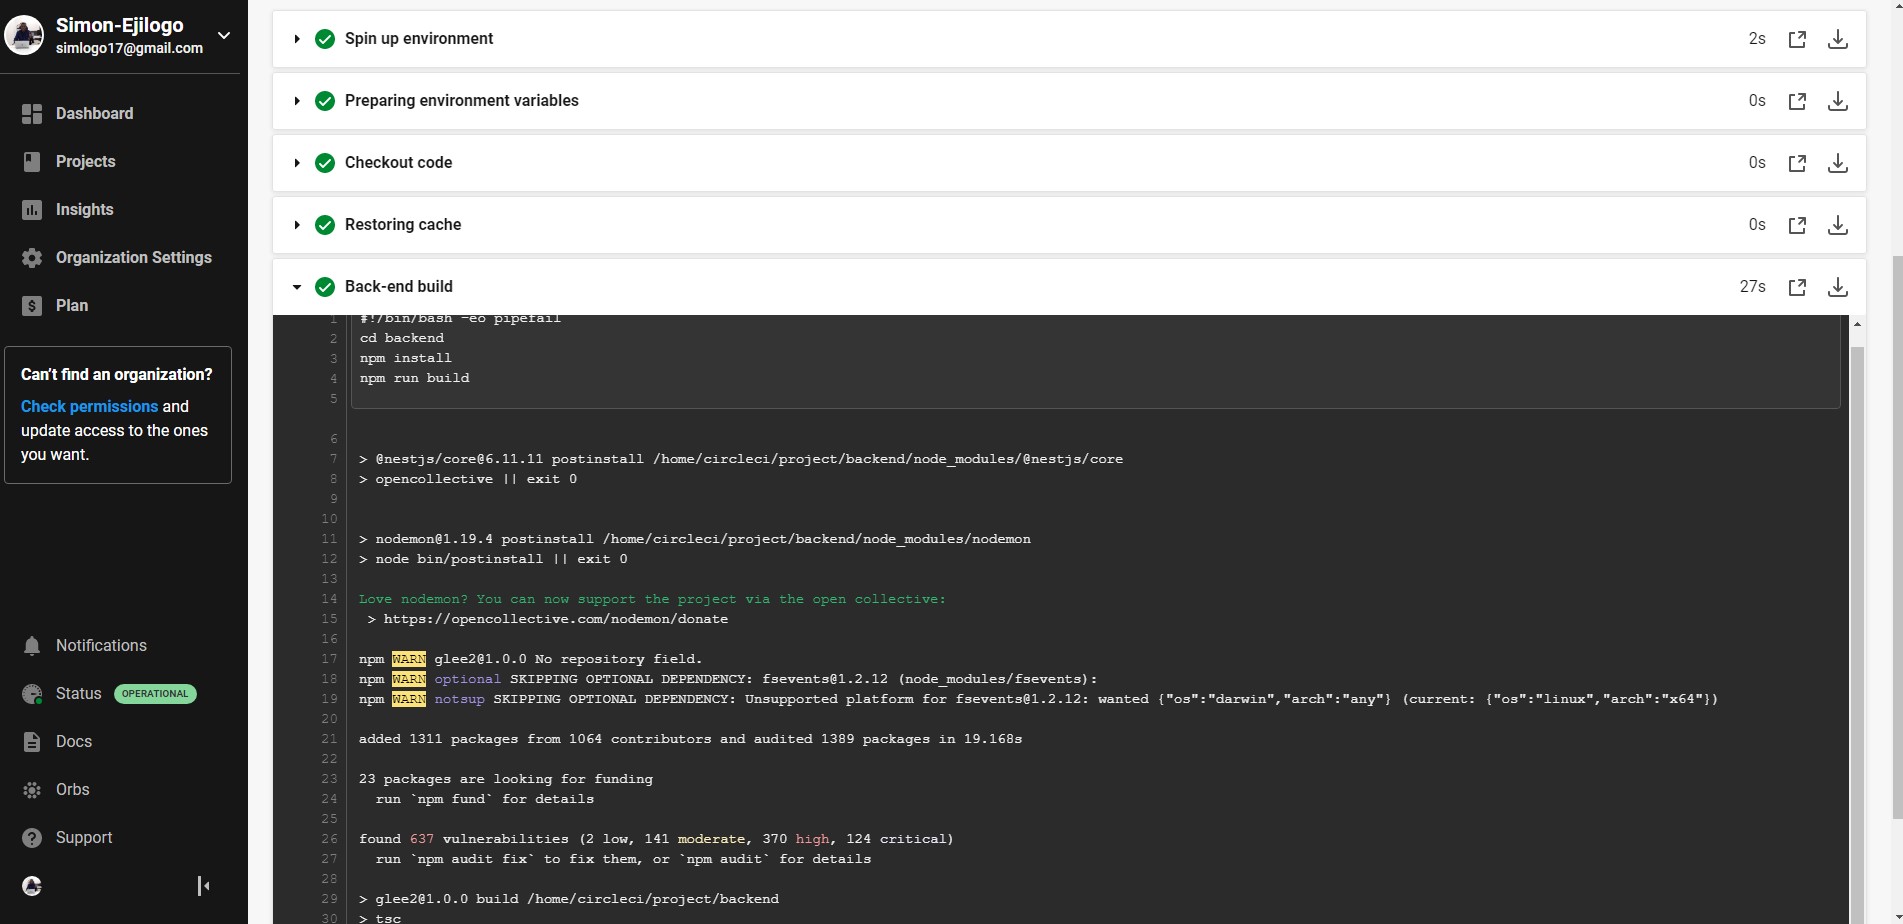 Simon-Ejilogo
simlogo17@gmail.com
Dashboard
Projects
Insights
Organization Settings
Plan
Can't find an organization?
Check permissions and
update access to the ones
you want.
Notifications
Status OPERATIONAL
Docs
Orbs
Support
Spin up environment 2s
Preparing environment variables 0s
Checkout code 0s
Restoring cache 0s
Back-end build 27s
1 #!/bin/bash -eo pipefail
2 cd backend
3 npm install
4 npm run build
5
6
7 > @nestjs/core@6.11.11 postinstall /home/circleci/project/backend/node_modules/@nestjs/core
8 > opencollective || exit 0
9
10
11 > nodemon@1.19.4 postinstall /home/circleci/project/backend/node_modules/nodemon
12 > node bin/postinstall || exit 0
13
14 Love nodemon? You can now support the project via the open collective:
15 > https://opencollective.com/nodemon/donate
16
17 npm WARN glee2@1.0.0 No repository field.
18 npm WARN optional SKIPPING OPTIONAL DEPENDENCY: fsevents@1.2.12 (node_modules/fsevents):
19 npm WARN notsup SKIPPING OPTIONAL DEPENDENCY: Unsupported platform for fsevents@1.2.12: wanted {"os":"darwin","arch":"any"} (current: {"os":"linux","arch":"x64"})
20
21 added 1311 packages from 1064 contributors and audited 1389 packages in 19.168s
22
23 23 packages are looking for funding
24 run `npm fund` for details
25
26 found 637 vulnerabilities (2 low, 141 moderate, 370 high, 124 critical)
27 run `npm audit fix` to fix them, or `npm audit` for details
28
29 > glee2@1.0.0 build /home/circleci/project/backend
30 > tsc